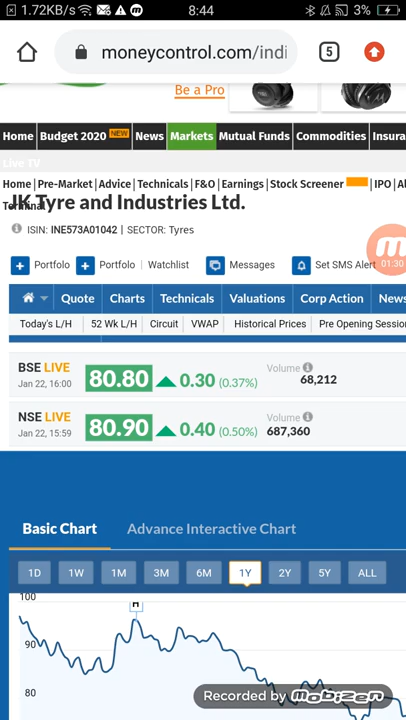 1.72KB/s 8:44 3%
moneycontrol.com/indi 5
Be a Pro
Home Budget 2020 NEW News Markets Mutual Funds Commodities Insura
Live TV
Home | Pre-Market | Advice | Technicals | F&O | Earnings | Stock Screener | IPO | Al
Terminal
JK Tyre and Industries Ltd.
ISIN: INE573A01042 | SECTOR: Tyres
+ Portfolio + Portfolio | Watchlist Messages Set SMS Alert
01:30
Quote Charts Technicals Valuations Corp Action News
Today's L/H 52 Wk L/H Circuit VWAP Historical Prices Pre Opening Session
BSE LIVE 80.80 0.30 (0.37%) Volume
Jan 22, 16:00 68,212
NSE LIVE 80.90 0.40 (0.50%) Volume
Jan 22, 15:59 687,360
Basic Chart Advance Interactive Chart
1D 1W 1M 3M 6M 1Y 2Y 5Y ALL
100
H
90
80
Recorded by MOBIZEN